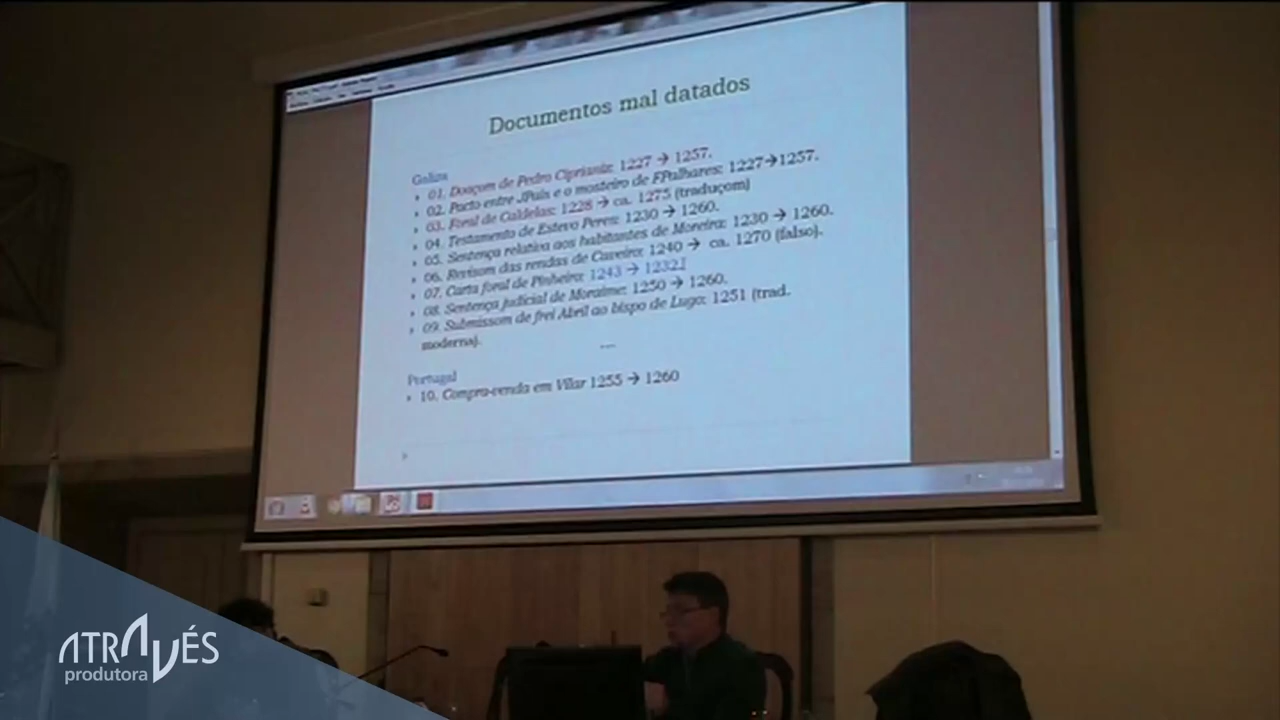 Documentos mal datados
Galiza
01. Doaçom de Pedro Ciprianiz: 1227 → 1257.
02. Pacto entre JPais e o mosteiro de FPalhares: 1227→1257.
03. Foral de Caldelas: 1228 → ca. 1275 (traduçom)
04. Testamento de Estevo Peres: 1230 → 1260.
05. Sentença relativa aos habitantes de Moreira: 1230 → 1260.
06. Revisom das rendas de Caveiro: 1240 → ca. 1270 (falso).
07. Carta foral de Pinheiro: 1243 → 1232
08. Sentença judicial de Moraime: 1250 → 1260.
09. Submissom de frei Abril ao bispo de Lugo: 1251 (trad.
moderna).
...
Portugal
10. Compra-venda em Vilar 1255 → 1260
ATRAVÉS
produtora